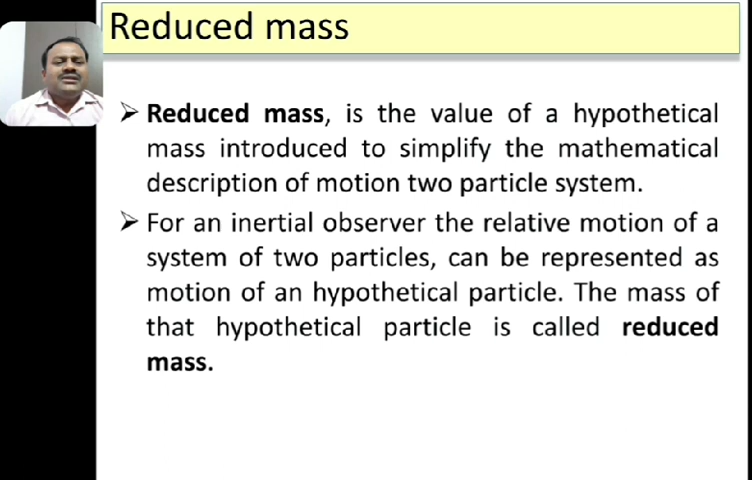 Reduced mass
➢ Reduced mass, is the value of a hypothetical
mass introduced to simplify the mathematical
description of motion two particle system.
➢ For an inertial observer the relative motion of a
system of two particles, can be represented as
motion of an hypothetical particle. The mass of
that hypothetical particle is called reduced
mass.